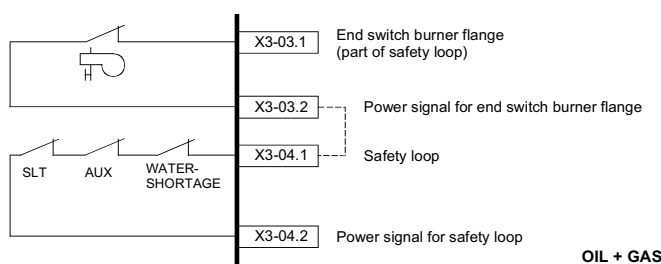 X3-03.1 End switch burner flange
(part of safety loop)
X3-03.2 Power signal for end switch burner flange
X3-04.1 Safety loop
SLT AUX WATER-
SHORTAGE
X3-04.2 Power signal for safety loop
OIL + GAS